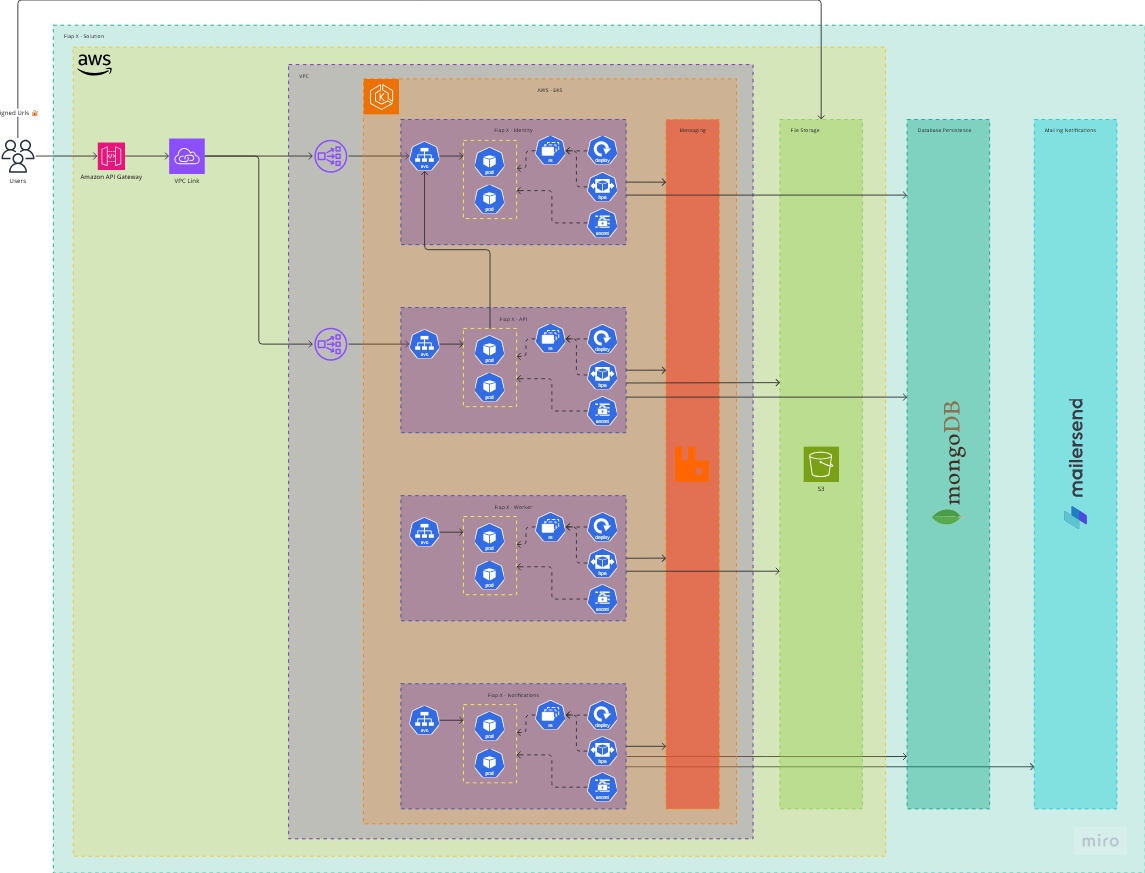 Fiap X - Solution
aws
VPC
AWS - EKS
igned Urls
Users
Amazon API Gateway
VPC Link
Fiap X - Identity
svc
pod
pod
rs
deploy
hpa
secret
Fiap X - API
svc
pod
pod
rs
deploy
hpa
secret
Fiap X - Worker
svc
pod
pod
rs
deploy
hpa
secret
Fiap X - Notifications
svc
pod
pod
rs
deploy
hpa
secret
Messaging
File Storage
S3
Database Persistence
mongoDB
Mailing Notifications
mailersend
miro